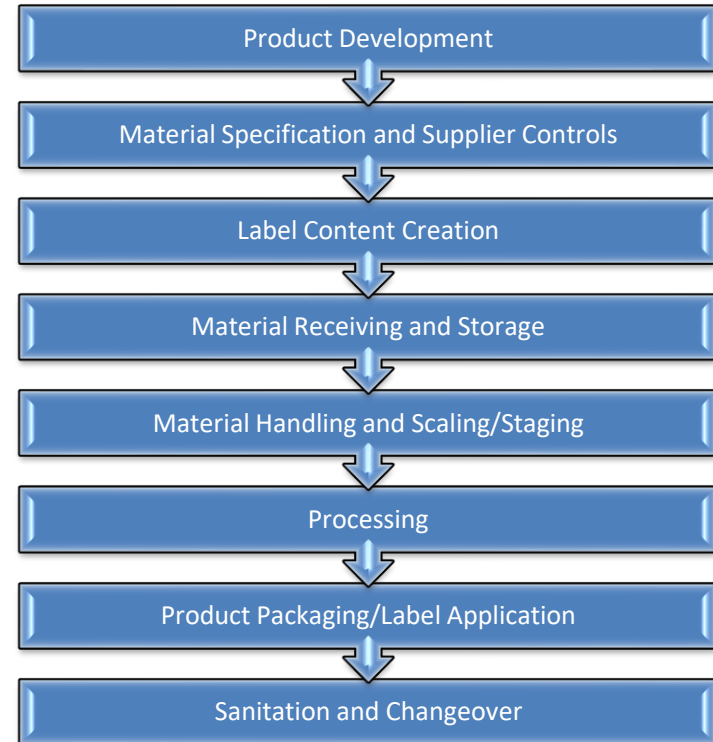 Product Development
Material Specification and Supplier Controls
Label Content Creation
Material Receiving and Storage
Material Handling and Scaling/Staging
Processing
Product Packaging/Label Application
Sanitation and Changeover